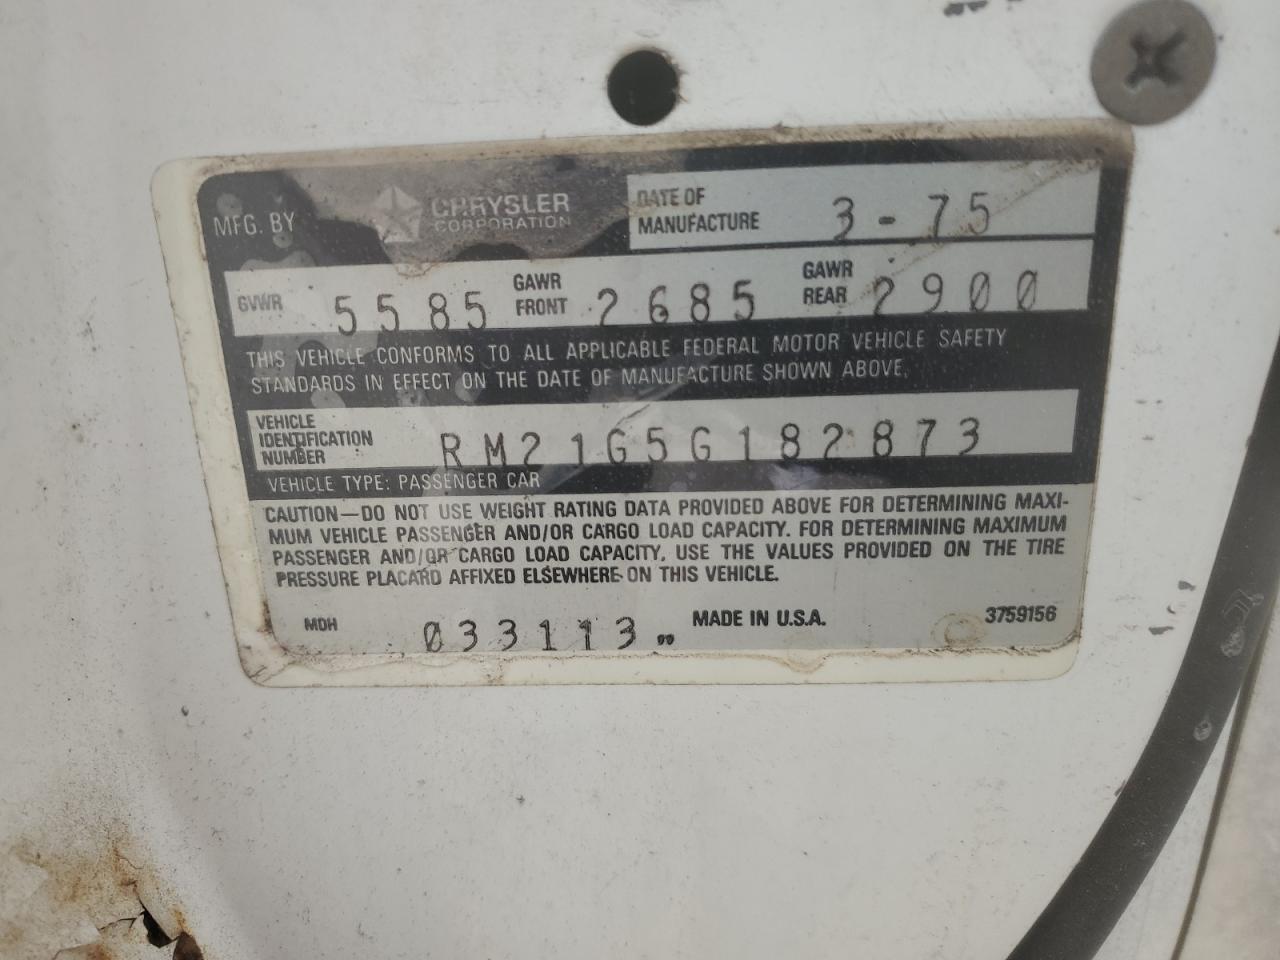 MFG. BY CHRYSLER CORPORATION
DATE OF MANUFACTURE 3-75
GVWR 5585 GAWR FRONT 2685 GAWR REAR 2900
THIS VEHICLE CONFORMS TO ALL APPLICABLE FEDERAL MOTOR VEHICLE SAFETY
STANDARDS IN EFFECT ON THE DATE OF MANUFACTURE SHOWN ABOVE.
VEHICLE IDENTIFICATION NUMBER RM21G5G182873
VEHICLE TYPE: PASSENGER CAR
CAUTION—DO NOT USE WEIGHT RATING DATA PROVIDED ABOVE FOR DETERMINING MAXI-
MUM VEHICLE PASSENGER AND/OR CARGO LOAD CAPACITY. FOR DETERMINING MAXIMUM
PASSENGER AND/OR CARGO LOAD CAPACITY, USE THE VALUES PROVIDED ON THE TIRE
PRESSURE PLACARD AFFIXED ELSEWHERE ON THIS VEHICLE.
MDH 033113 MADE IN U.S.A. 3759156